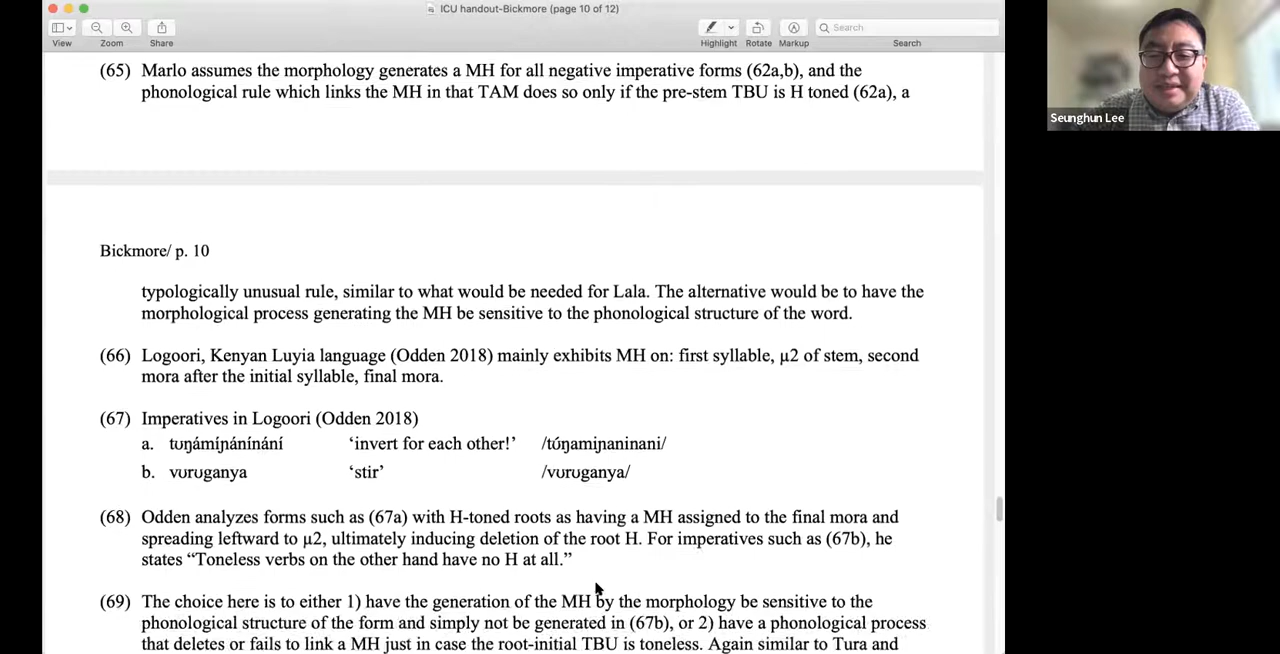 ICU handout-Bickmore (page 10 of 12)
View Zoom Share Highlight Rotate Markup Search
Search
(65) Marlo assumes the morphology generates a MH for all negative imperative forms (62a,b), and the
phonological rule which links the MH in that TAM does so only if the pre-stem TBU is H toned (62a), a
Bickmore/ p. 10
typologically unusual rule, similar to what would be needed for Lala. The alternative would be to have the
morphological process generating the MH be sensitive to the phonological structure of the word.
(66) Logoori, Kenyan Luyia language (Odden 2018) mainly exhibits MH on: first syllable, μ2 of stem, second
mora after the initial syllable, final mora.
(67) Imperatives in Logoori (Odden 2018)
a. tʊŋámíɲánínání ‘invert for each other!’ /tʊ́ŋamiɲaninani/
b. vʊrʊganya ‘stir’ /vʊrʊganya/
(68) Odden analyzes forms such as (67a) with H-toned roots as having a MH assigned to the final mora and
spreading leftward to μ2, ultimately inducing deletion of the root H. For imperatives such as (67b), he
states “Toneless verbs on the other hand have no H at all.”
(69) The choice here is to either 1) have the generation of the MH by the morphology be sensitive to the
phonological structure of the form and simply not be generated in (67b), or 2) have a phonological process
that deletes or fails to link a MH just in case the root-initial TBU is toneless. Again similar to Tura and
Seunghun Lee